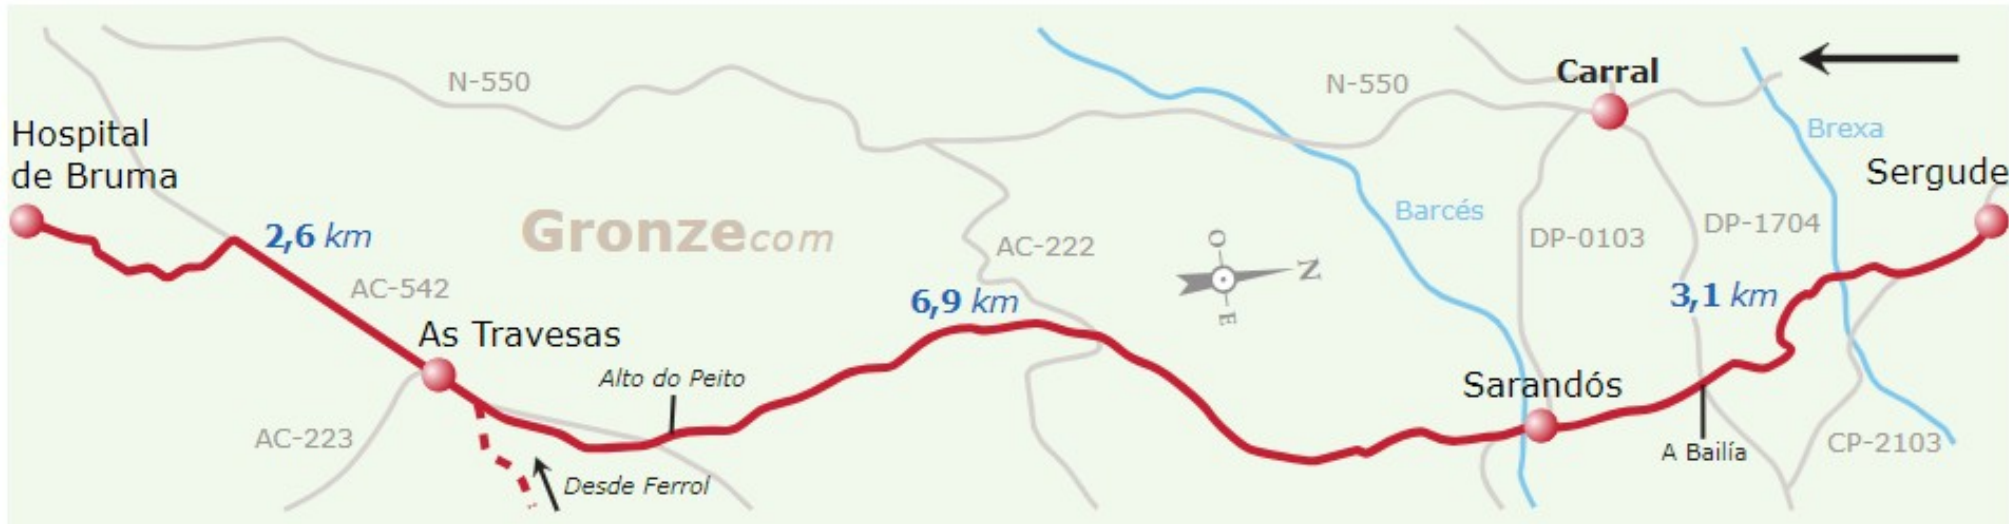 N-550
N-550
Carral
Hospital
de Bruma
Brexa
Sergude
2,6 km
Gronze.com
AC-222
O
N
E
Barcés
DP-0103
DP-1704
AC-542
6,9 km
3,1 km
As Travesas
Alto do Peito
Sarandós
AC-223
Desde Ferrol
A Bailía
CP-2103